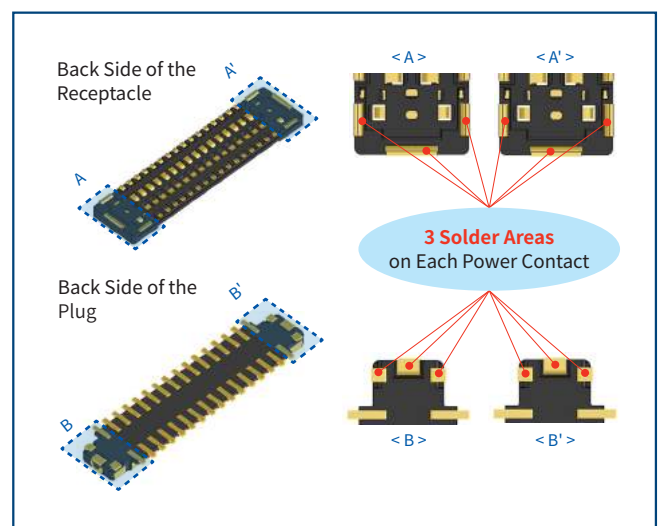 Back Side of the
Receptacle
A'
A
< A >
< A' >
3 Solder Areas
on Each Power Contact
Back Side of the
Plug
B'
B
< B >
< B' >